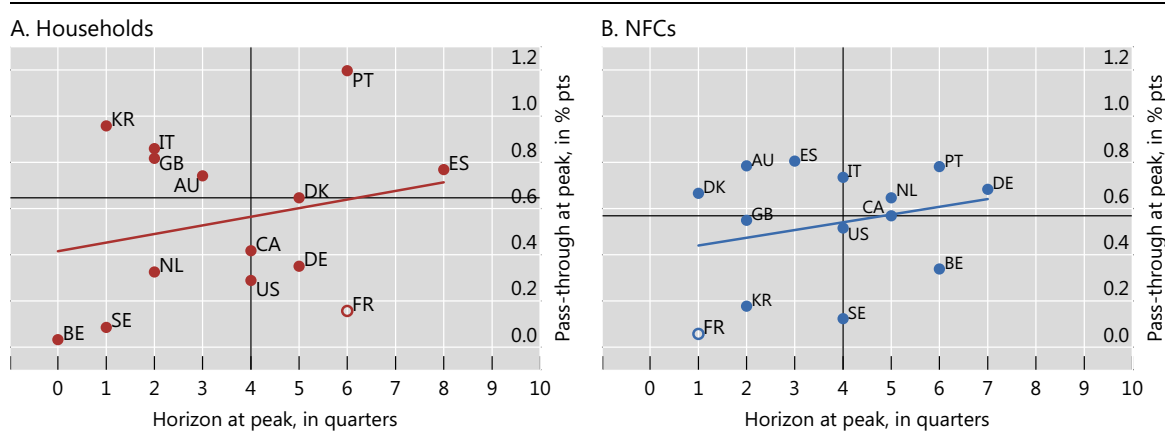 A. Households
1.2
1.0
0.8
0.6
0.4
0.2
0.0
Pass-through at peak, in % pts
PT
KR
IT
GB
AU
ES
DK
CA
NL
DE
US
FR
SE
BE
0 1 2 3 4 5 6 7 8 9 10
Horizon at peak, in quarters
B. NFCs
1.2
1.0
0.8
0.6
0.4
0.2
0.0
Pass-through at peak, in % pts
AU
ES
IT
PT
DK
NL
DE
GB
CA
US
BE
KR
SE
FR
0 1 2 3 4 5 6 7 8 9 10
Horizon at peak, in quarters